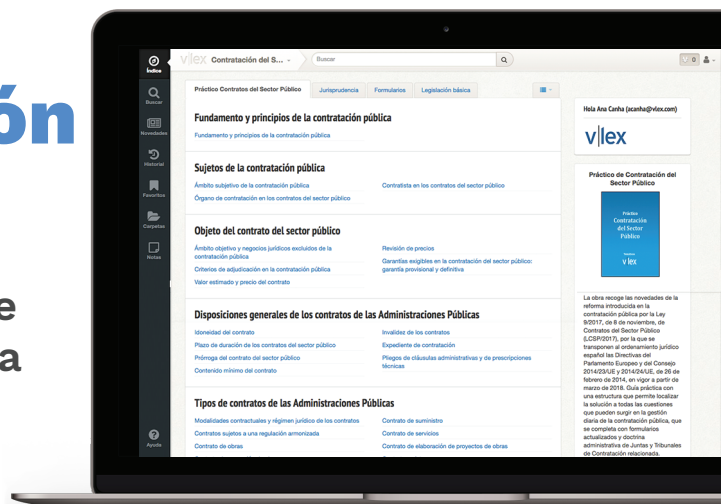 ón
e
a
Índice
Buscar
Novedades
Historial
Favoritos
Carpetas
Notas
Ayuda
v|lex Contratación del S...
Buscar
0
Práctico Contratos del Sector Público
Jurisprudencia
Formularios
Legislación básica
Fundamento y principios de la contratación pública
Fundamento y principios de la contratación pública
Sujetos de la contratación pública
Ámbito subjetivo de la contratación pública
Contratista en los contratos del sector público
Órgano de contratación en los contratos del sector público
Objeto del contrato del sector público
Ámbito objetivo y negocios jurídicos excluidos de la
contratación pública
Criterios de adjudicación en la contratación pública
Valor estimado y precio del contrato
Revisión de precios
Garantías exigibles en la contratación del sector público:
garantía provisional y definitiva
Disposiciones generales de los contratos de las Administraciones Públicas
Idoneidad del contrato
Plazo de duración de los contratos del sector público
Prórroga del contrato del sector público
Contenido mínimo del contrato
Invalidez de los contratos
Expediente de contratación
Pliegos de cláusulas administrativas y de prescripciones
técnicas
Tipos de contratos de las Administraciones Públicas
Modalidades contractuales y régimen jurídico de los contratos
Contratos sujetos a una regulación armonizada
Contrato de obras
Contrato de suministro
Contrato de servicios
Contrato de elaboración de proyectos de obras
Hola Ana Canha (acanha@vlex.com)
v|lex
Práctico de Contratación del
Sector Público
Práctico
Contratación
del Sector
Público
v|lex
La obra recoge las novedades de la
reforma introducida en la
contratación pública por la Ley
9/2017, de 8 de noviembre, de
Contratos del Sector Público
(LCSP/2017), por la que se
transponen al ordenamiento jurídico
español las Directivas del
Parlamento Europeo y del Consejo
2014/23/UE y 2014/24/UE, de 26 de
febrero de 2014, en vigor a partir de
marzo de 2018. Guía práctica con
una estructura que permite localizar
la solución a todas las cuestiones
que pueden surgir en la gestión
diaria de la contratación pública, que
se completa con formularios
actualizados y doctrina
administrativa de Juntas y Tribunales
de Contratación relacionada.